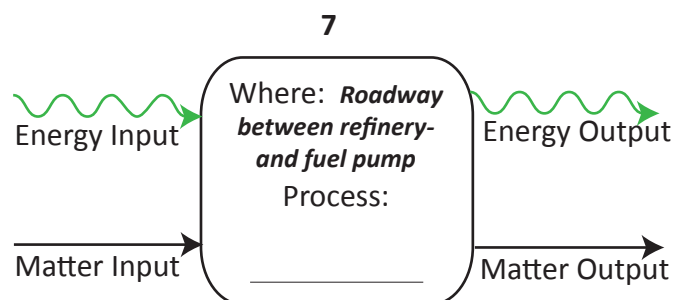 7
Where: Roadway
between refinery-
and fuel pump
Process:
Energy Input
Energy Output
Matter Input
Matter Output